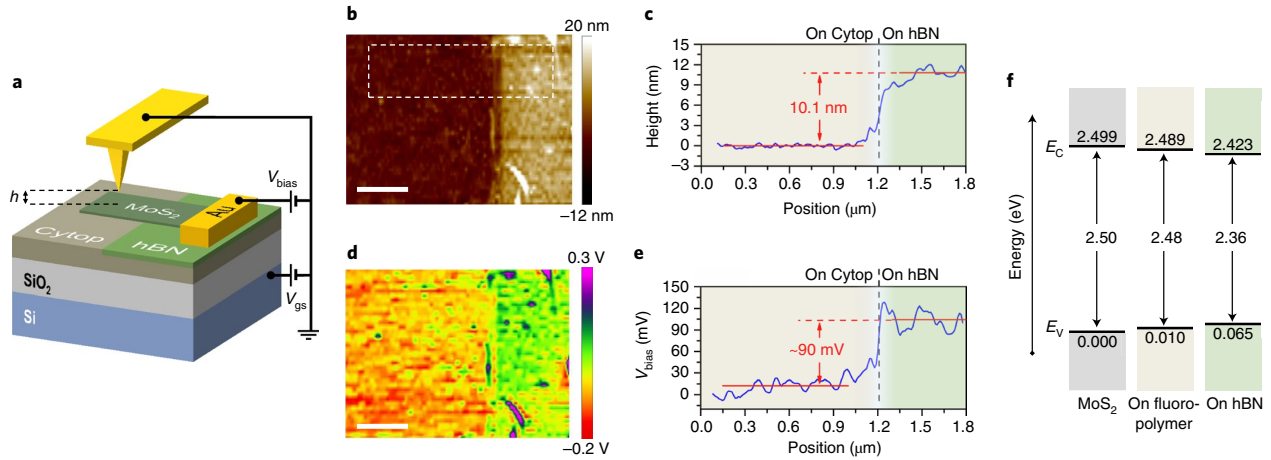 a
V_bias
h
MoS₂
Au
Cytop
hBN
SiO₂
Si
V_gs
b
20 nm
−12 nm
c
On Cytop
On hBN
15
12
9
6
3
0
−3
Height (nm)
10.1 nm
0.0 0.3 0.6 0.9 1.2 1.5 1.8
Position (μm)
d
0.3 V
−0.2 V
e
On Cytop
On hBN
150
120
90
60
30
0
V_bias (mV)
~90 mV
0.0 0.3 0.6 0.9 1.2 1.5 1.8
Position (μm)
f
Energy (eV)
E_C
2.499 2.489 2.423
2.50 2.48 2.36
E_V
0.000 0.010 0.065
MoS₂
On fluoro-
polymer
On hBN